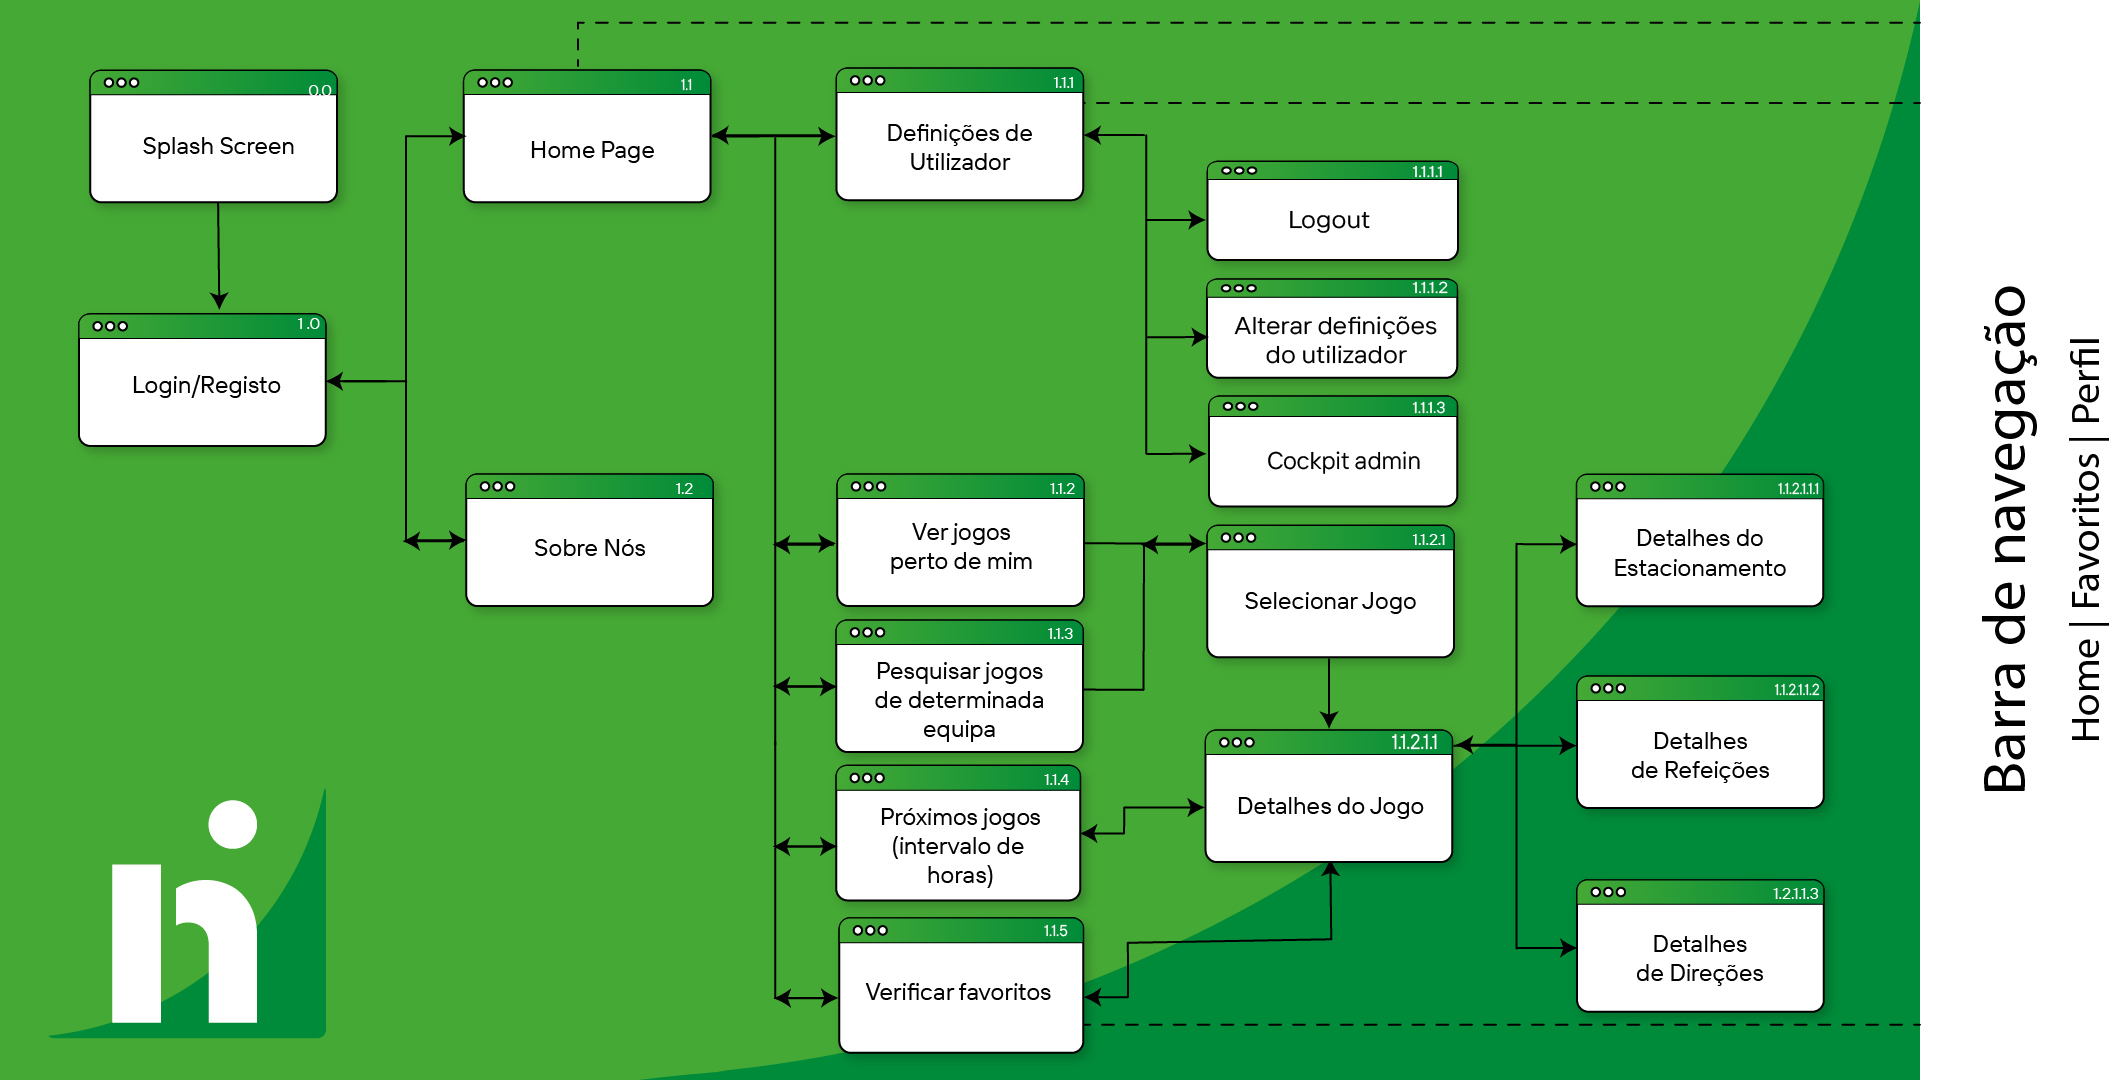 0.0
Splash Screen
1.0
Login/Registo
1.1
Home Page
1.2
Sobre Nós
1.1.1
Definições de
Utilizador
1.1.1.1
Logout
1.1.1.2
Alterar definições
do utilizador
1.1.1.3
Cockpit admin
1.1.2
Ver jogos
perto de mim
1.1.3
Pesquisar jogos
de determinada
equipa
1.1.4
Próximos jogos
(intervalo de
horas)
1.1.5
Verificar favoritos
1.1.2.1
Selecionar Jogo
1.1.2.1.1
Detalhes do Jogo
1.1.2.1.1.1
Detalhes do
Estacionamento
1.1.2.1.1.2
Detalhes
de Refeições
1.2.1.1.3
Detalhes
de Direções
Barra de navegação
Home | Favoritos | Perfil
hi